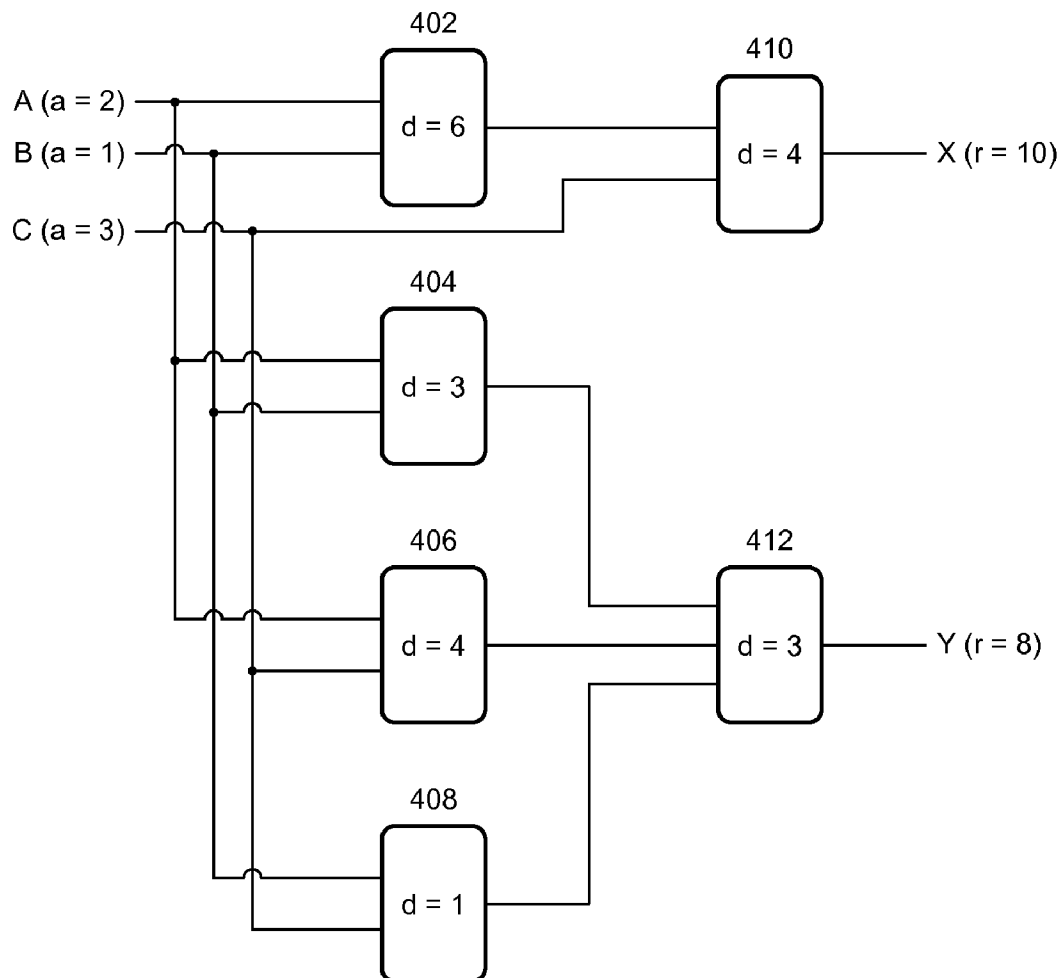 402
410
A (a = 2)
d = 6
B (a = 1)
d = 4
X (r = 10)
C (a = 3)
404
d = 3
406
412
d = 4
d = 3
Y (r = 8)
408
d = 1